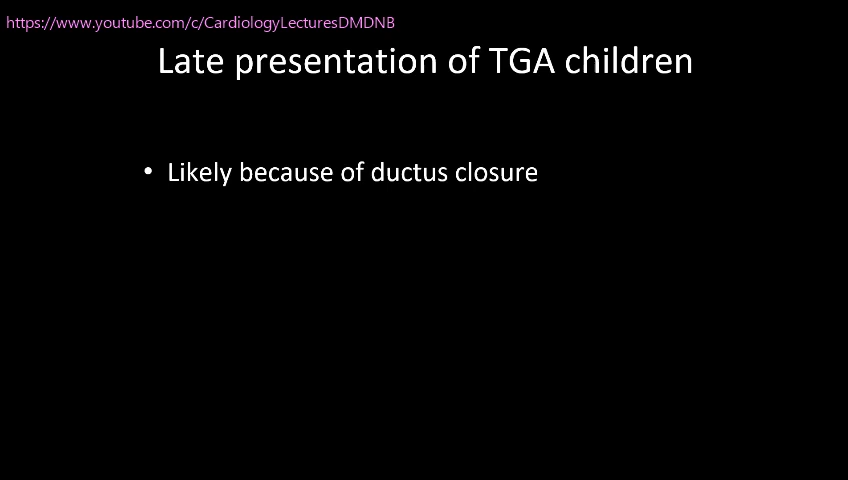 https://www.youtube.com/c/CardiologyLecturesDMDNB
Late presentation of TGA children
• Likely because of ductus closure